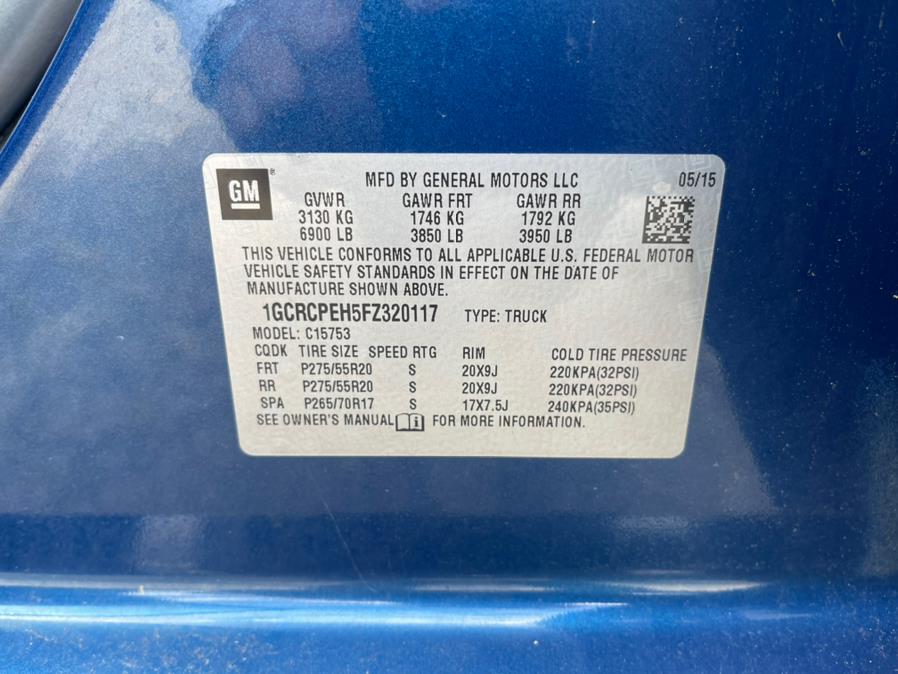 GM®
MFD BY GENERAL MOTORS LLC 05/15
GVWR GAWR FRT GAWR RR
3130 KG 1746 KG 1792 KG
6900 LB 3850 LB 3950 LB
THIS VEHICLE CONFORMS TO ALL APPLICABLE U.S. FEDERAL MOTOR
VEHICLE SAFETY STANDARDS IN EFFECT ON THE DATE OF
MANUFACTURE SHOWN ABOVE.
1GCRCPEH5FZ320117 TYPE: TRUCK
MODEL: C15753
CQDK TIRE SIZE SPEED RTG RIM COLD TIRE PRESSURE
FRT P275/55R20 S 20X9J 220KPA(32PSI)
RR P275/55R20 S 20X9J 220KPA(32PSI)
SPA P265/70R17 S 17X7.5J 240KPA(35PSI)
SEE OWNER'S MANUAL i FOR MORE INFORMATION.